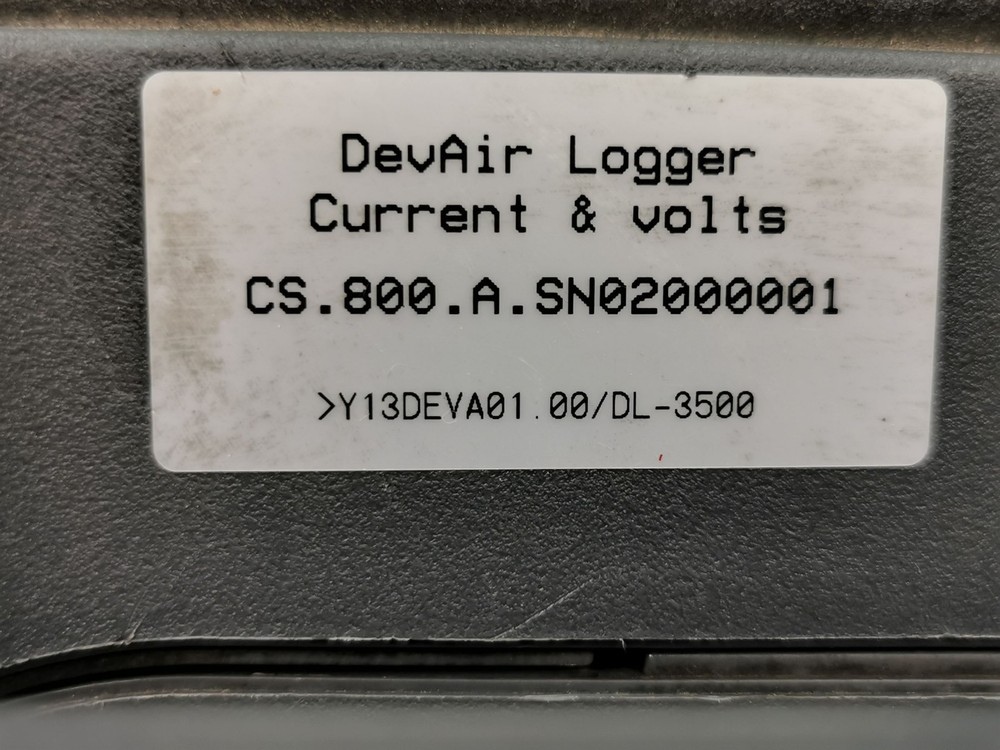 DevAir Logger
Current & volts
CS.800.A.SN02000001
>Y13DEVA01.00/DL-3500